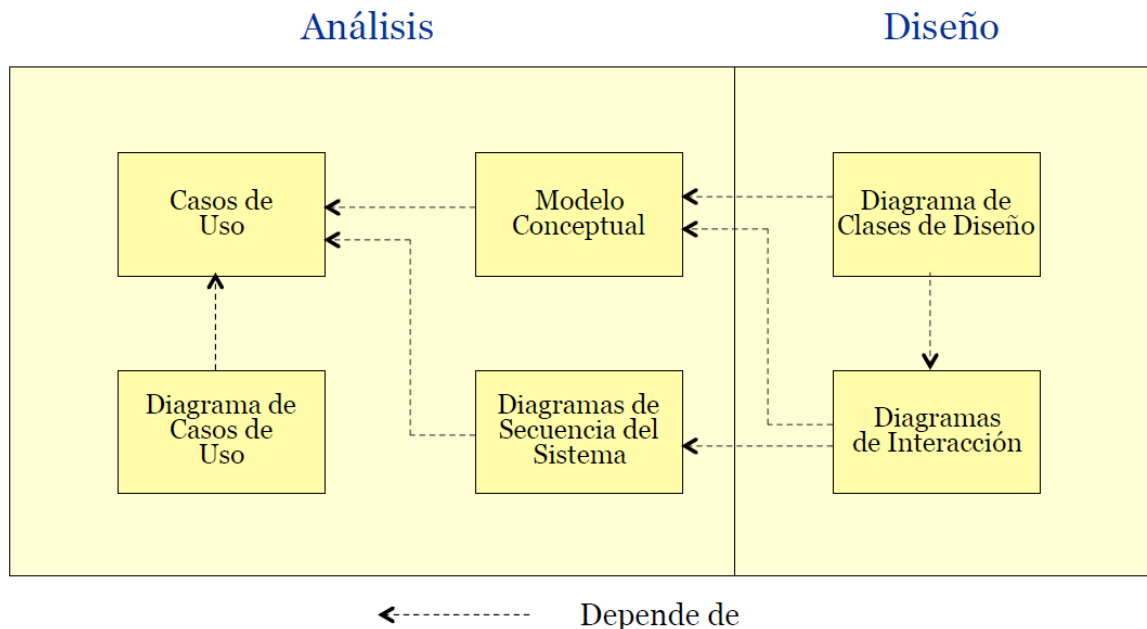 Análisis
Diseño
Casos de
Uso
Modelo
Conceptual
Diagrama de
Clases de Diseño
Diagrama de
Casos de
Uso
Diagramas de
Secuencia del
Sistema
Diagramas
de Interacción
Depende de